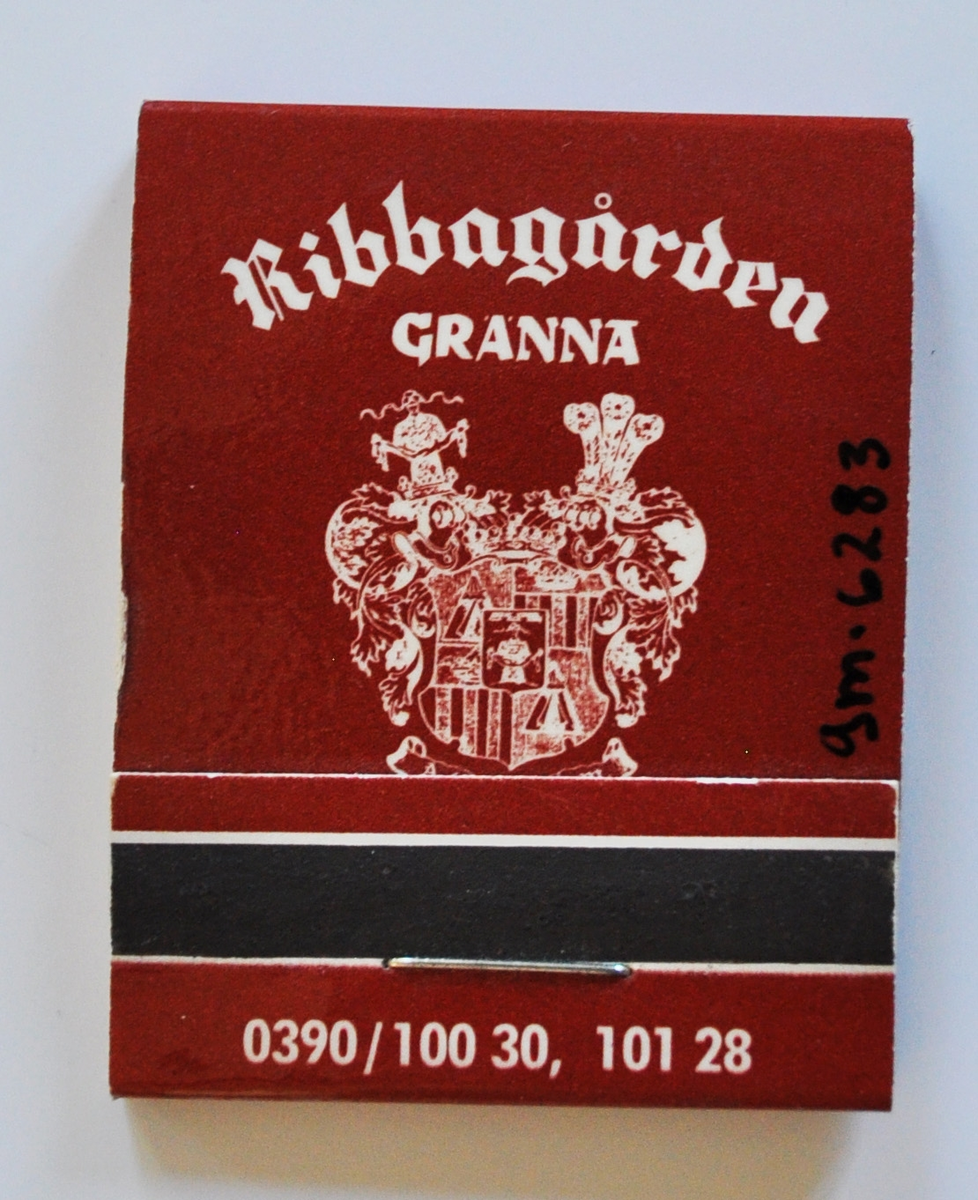 Ribbagården
GRÄNNA
gm. 6283
0390/100 30, 101 28